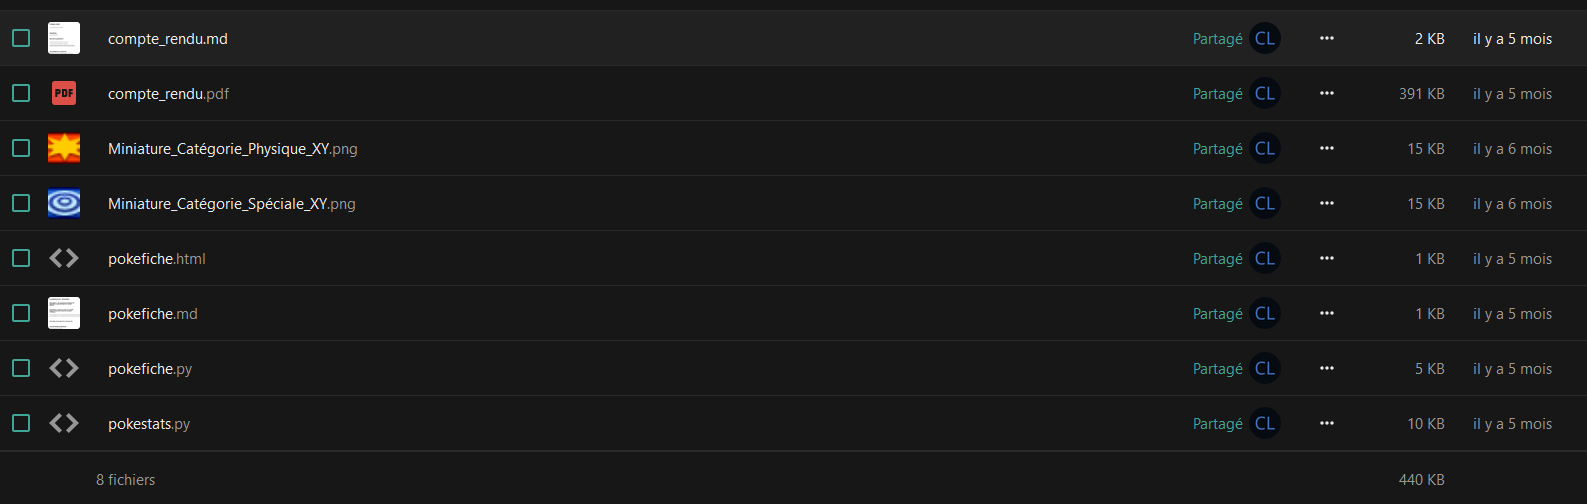 compte_rendu.md Partagé CL ••• 2 KB il y a 5 mois
PDF compte_rendu.pdf Partagé CL ••• 391 KB il y a 5 mois
Miniature_Catégorie_Physique_XY.png Partagé CL ••• 15 KB il y a 6 mois
Miniature_Catégorie_Spéciale_XY.png Partagé CL ••• 15 KB il y a 6 mois
pokefiche.html Partagé CL ••• 1 KB il y a 5 mois
pokefiche.md Partagé CL ••• 1 KB il y a 5 mois
pokefiche.py Partagé CL ••• 5 KB il y a 5 mois
pokestats.py Partagé CL ••• 10 KB il y a 5 mois
8 fichiers 440 KB